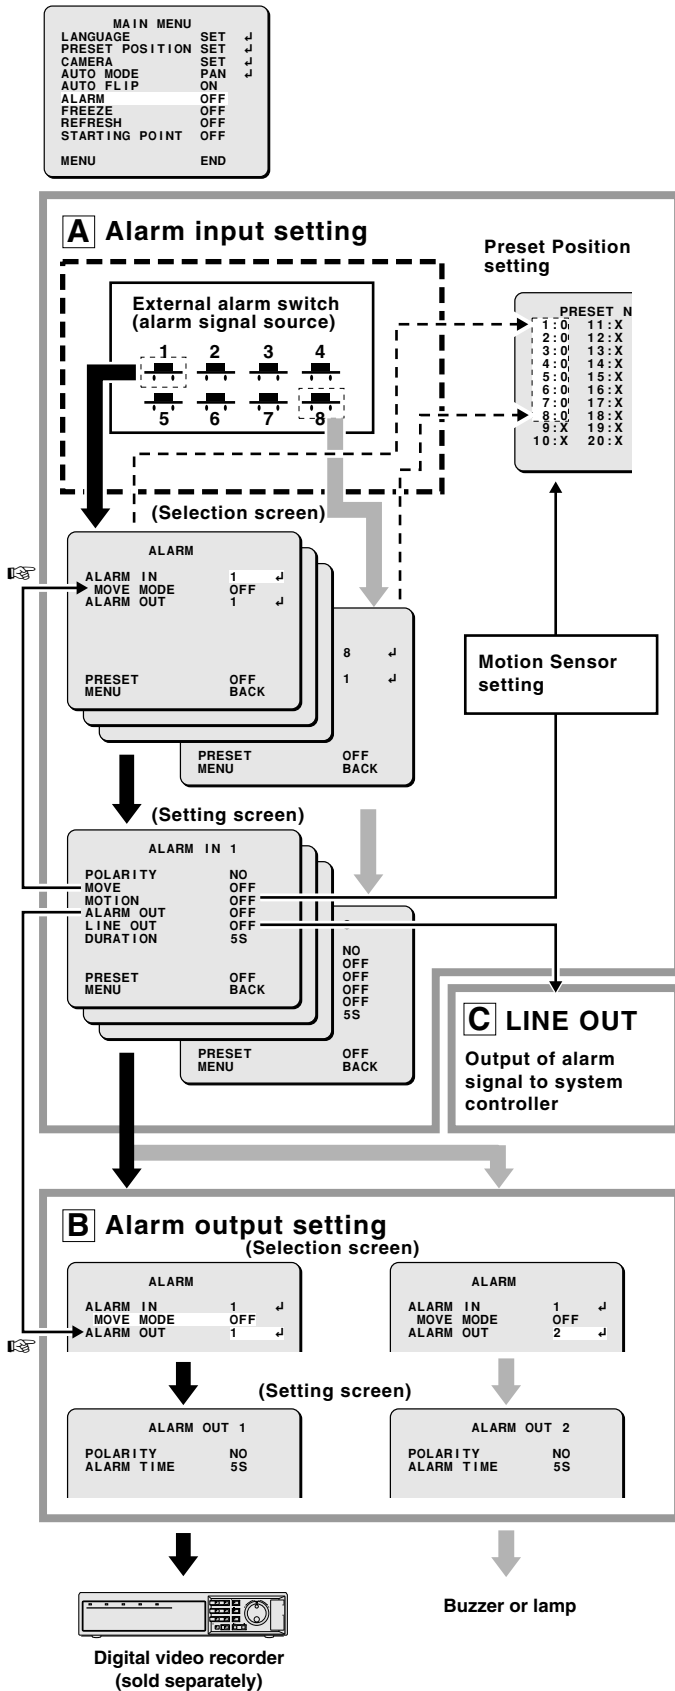 MAIN MENU
LANGUAGE SET ↲
PRESET POSITION SET ↲
CAMERA SET ↲
AUTO MODE PAN ↲
AUTO FLIP ON
ALARM OFF
FREEZE OFF
REFRESH OFF
STARTING POINT OFF
MENU END
A Alarm input setting
Preset Position
setting
External alarm switch
(alarm signal source)
1 2 3 4
5 6 7 8
PRESET N
1:0 11:X
2:0 12:X
3:0 13:X
4:0 14:X
5:0 15:X
6:0 16:X
7:0 17:X
8:0 18:X
9:X 19:X
10:X 20:X
(Selection screen)
ALARM
ALARM IN 1 ↲
MOVE MODE OFF
ALARM OUT 1 ↲
PRESET OFF
MENU BACK
8 ↲
1 ↲
PRESET OFF
MENU BACK
Motion Sensor
setting
(Setting screen)
ALARM IN 1
POLARITY NO
MOVE OFF
MOTION OFF
ALARM OUT OFF
LINE OUT OFF
DURATION 5S
PRESET OFF
MENU BACK
NO
OFF
OFF
OFF
OFF
5S
PRESET OFF
MENU BACK
C LINE OUT
Output of alarm
signal to system
controller
B Alarm output setting
(Selection screen)
ALARM
ALARM IN 1 ↲
MOVE MODE OFF
ALARM OUT 1 ↲
ALARM
ALARM IN 1 ↲
MOVE MODE OFF
ALARM OUT 2 ↲
(Setting screen)
ALARM OUT 1
POLARITY NO
ALARM TIME 5S
ALARM OUT 2
POLARITY NO
ALARM TIME 5S
Digital video recorder
(sold separately)
Buzzer or lamp